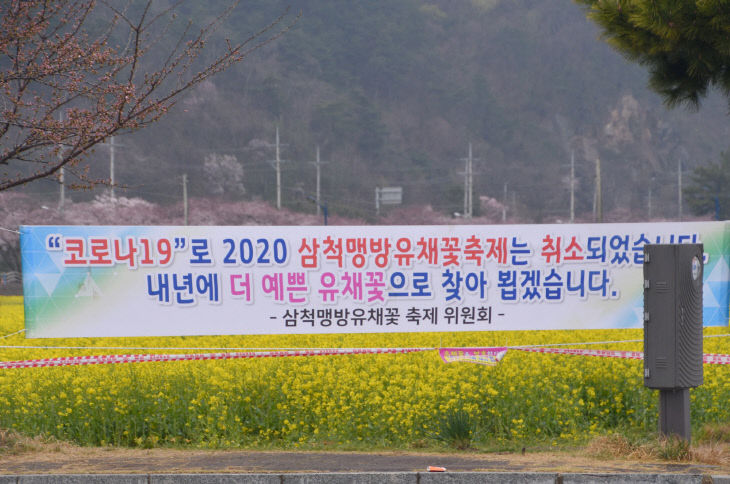 “코로나19”로 2020 삼척맹방유채꽃축제는 취소되었습니다.
내년에 더 예쁜 유채꽃으로 찾아 뵙겠습니다.
- 삼척맹방유채꽃 축제 위원회 -